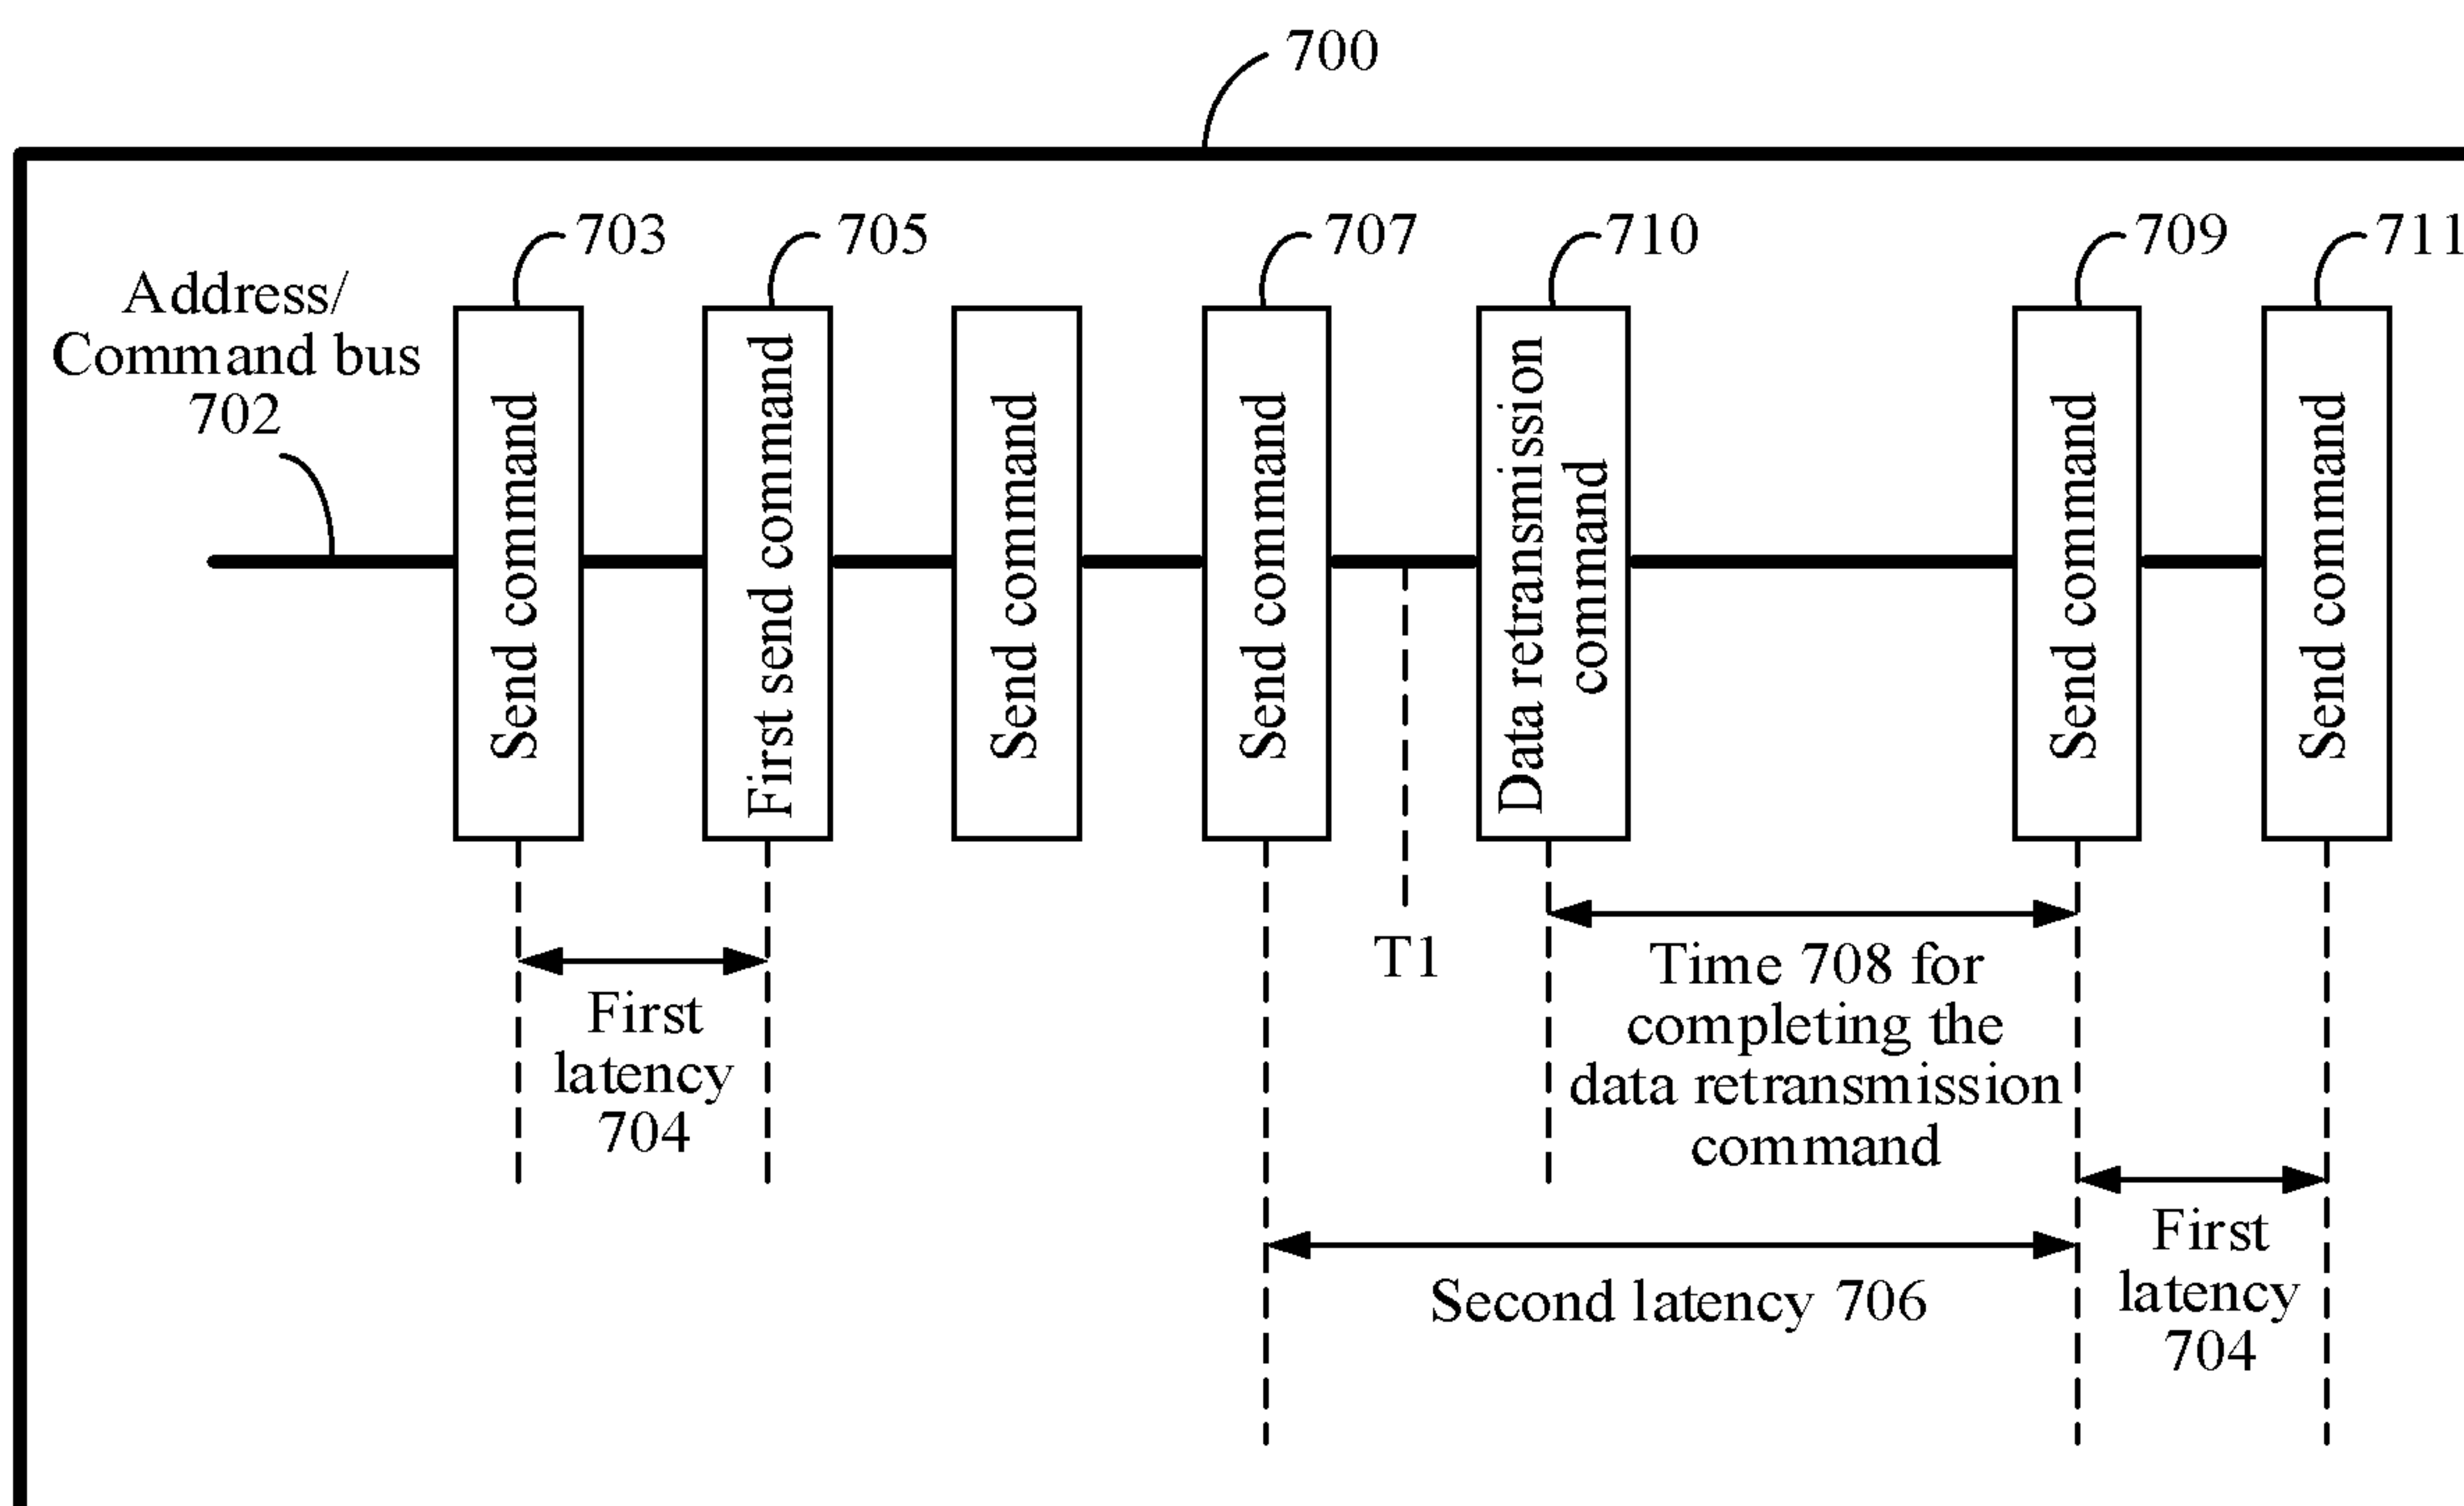 700
703
705
707
710
709
711
Address/
Command bus
702
Send command
First send command
Send command
Send command
Data retransmission
command
Send command
Send command
T1
First
latency
704
Time 708 for
completing the
data retransmission
command
Second latency 706
First
latency
704